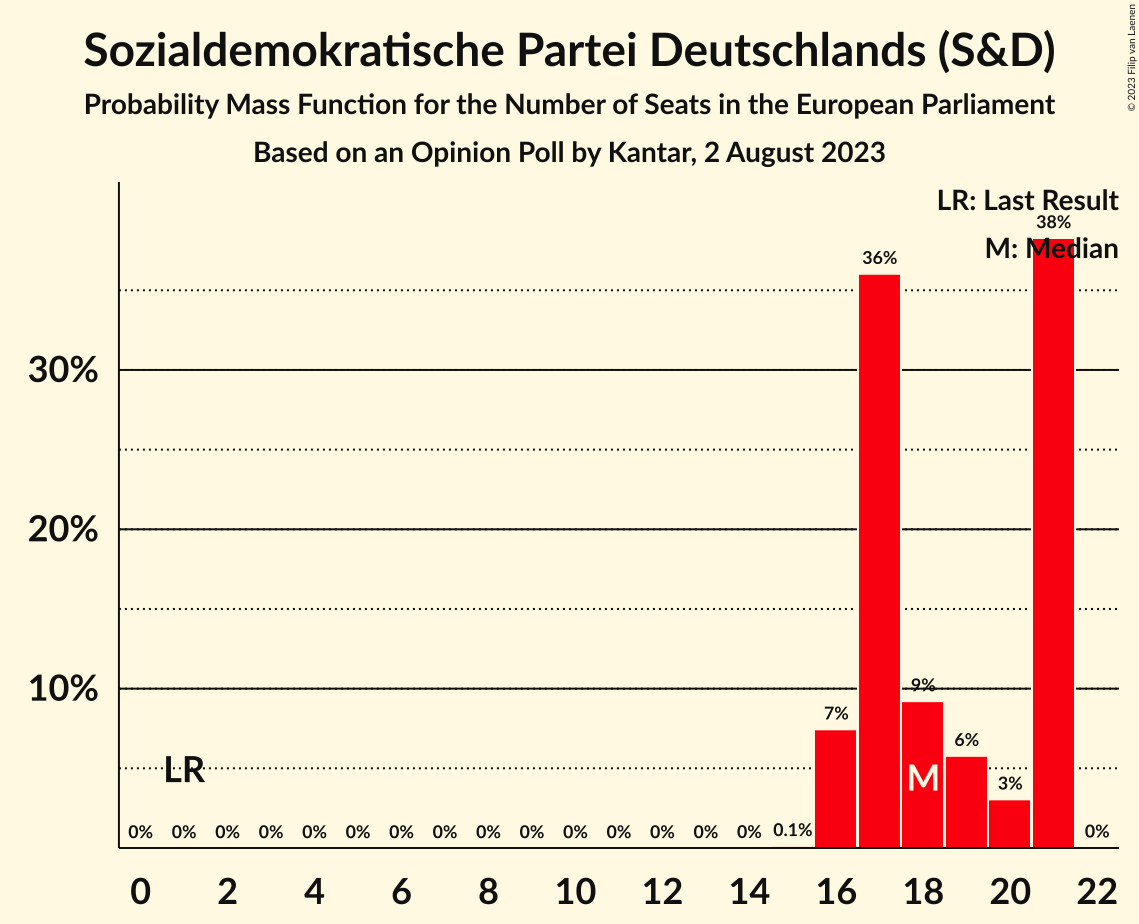 Sozialdemokratische Partei Deutschlands (S&D)
Probability Mass Function for the Number of Seats in the European Parliament
Based on an Opinion Poll by Kantar, 2 August 2023
© 2023 Filip van Laenen
LR: Last Result
M: Median
38%
36%
30%
20%
10%
9%
7%
6%
3%
LR
M
0% 0% 0% 0% 0% 0% 0% 0% 0% 0% 0% 0% 0% 0% 0% 0.1% 0%
0 2 4 6 8 10 12 14 16 18 20 22